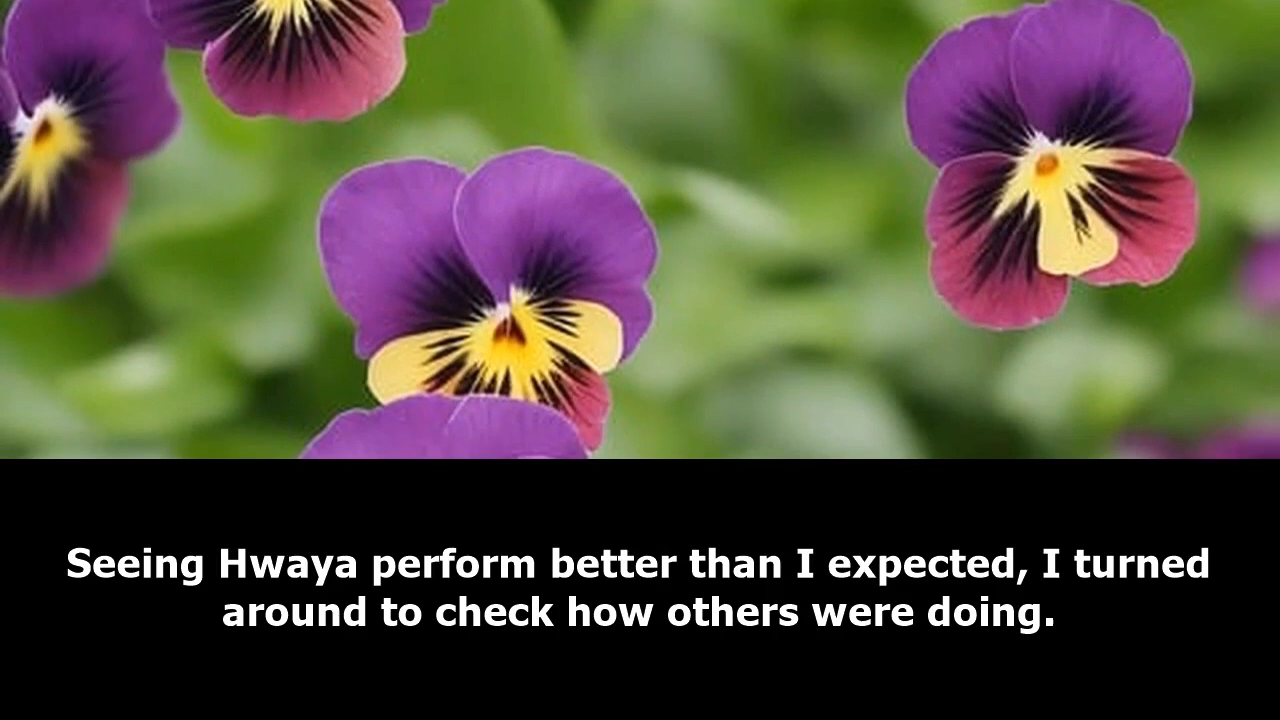 Seeing Hwaya perform better than I expected, I turned
around to check how others were doing.